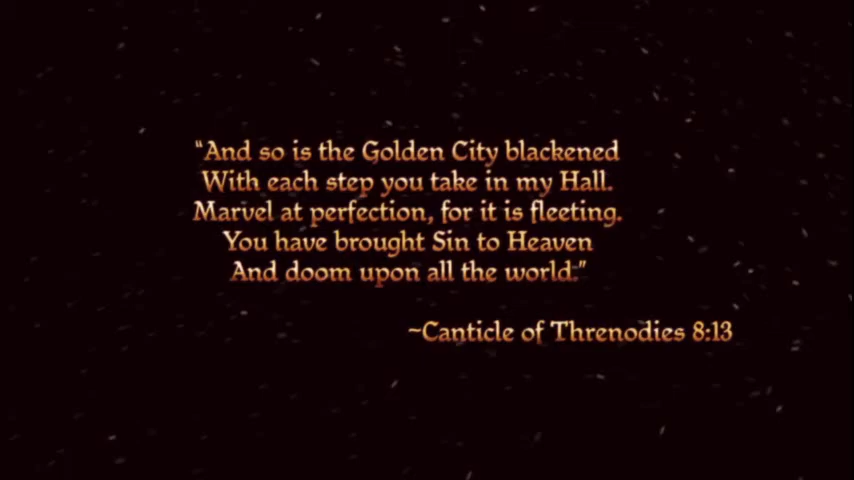 “And so is the Golden City blackened
With each step you take in my Hall.
Marvel at perfection, for it is fleeting.
You have brought Sin to Heaven
And doom upon all the world.”
~Canticle of Threnodies 8:13